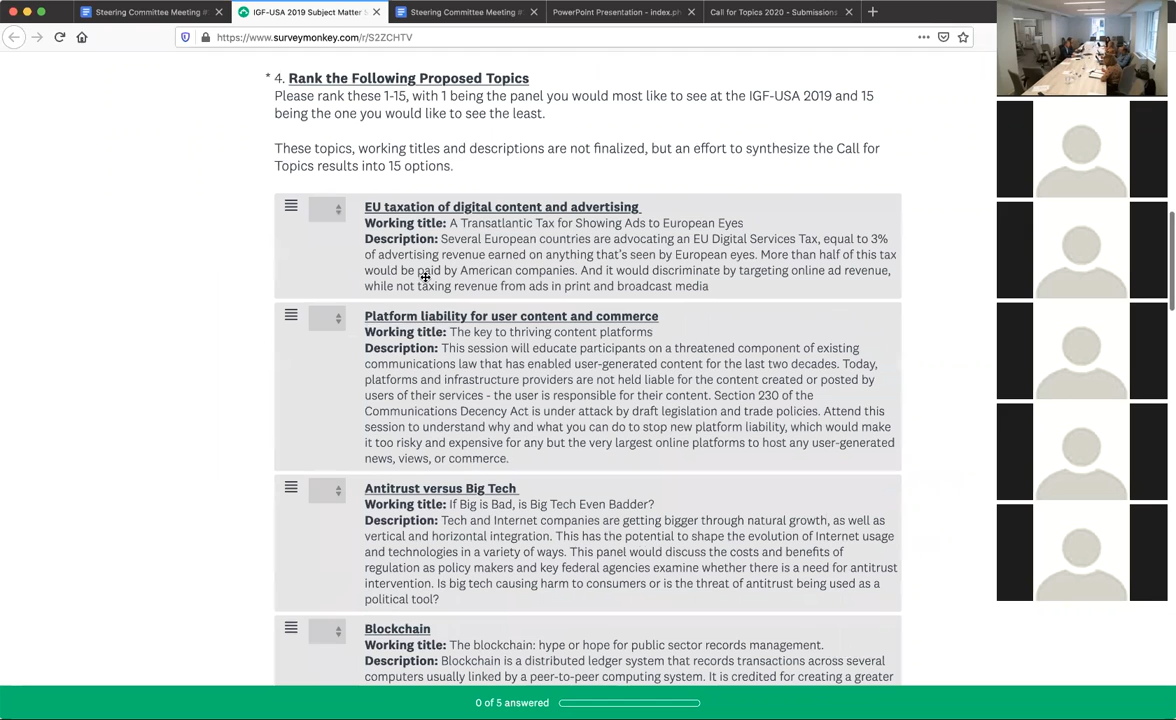 Steering Committee Meeting #
IGF-USA 2019 Subject Matter S
Steering Committee Meeting #
PowerPoint Presentation - index.ph
Call for Topics 2020 - Submissions
https://www.surveymonkey.com/r/S2ZCHTV
* 4. Rank the Following Proposed Topics
Please rank these 1-15, with 1 being the panel you would most like to see at the IGF-USA 2019 and 15
being the one you would like to see the least.
These topics, working titles and descriptions are not finalized, but an effort to synthesize the Call for
Topics results into 15 options.
EU taxation of digital content and advertising
Working title: A Transatlantic Tax for Showing Ads to European Eyes
Description: Several European countries are advocating an EU Digital Services Tax, equal to 3%
of advertising revenue earned on anything that's seen by European eyes. More than half of this tax
would be paid by American companies. And it would discriminate by targeting online ad revenue,
while not taxing revenue from ads in print and broadcast media
Platform liability for user content and commerce
Working title: The key to thriving content platforms
Description: This session will educate participants on a threatened component of existing
communications law that has enabled user-generated content for the last two decades. Today,
platforms and infrastructure providers are not held liable for the content created or posted by
users of their services - the user is responsible for their content. Section 230 of the
Communications Decency Act is under attack by draft legislation and trade policies. Attend this
session to understand why and what you can do to stop new platform liability, which would make
it too risky and expensive for any but the very largest online platforms to host any user-generated
news, views, or commerce.
Antitrust versus Big Tech
Working title: If Big is Bad, is Big Tech Even Badder?
Description: Tech and Internet companies are getting bigger through natural growth, as well as
vertical and horizontal integration. This has the potential to shape the evolution of Internet usage
and technologies in a variety of ways. This panel would discuss the costs and benefits of
regulation as policy makers and key federal agencies examine whether there is a need for antitrust
intervention. Is big tech causing harm to consumers or is the threat of antitrust being used as a
political tool?
Blockchain
Working title: The blockchain: hype or hope for public sector records management.
Description: Blockchain is a distributed ledger system that records transactions across several
computers usually linked by a peer-to-peer computing system. It is credited for creating a greater
0 of 5 answered